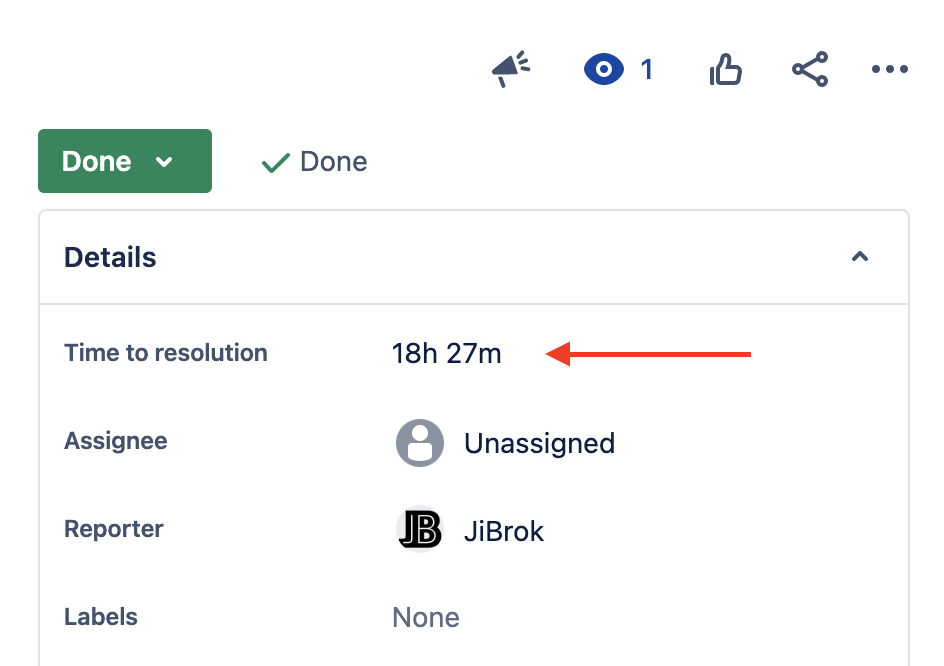 1
Done
Done
Details
Time to resolution 18h 27m
Assignee Unassigned
Reporter JB JiBrok
Labels None